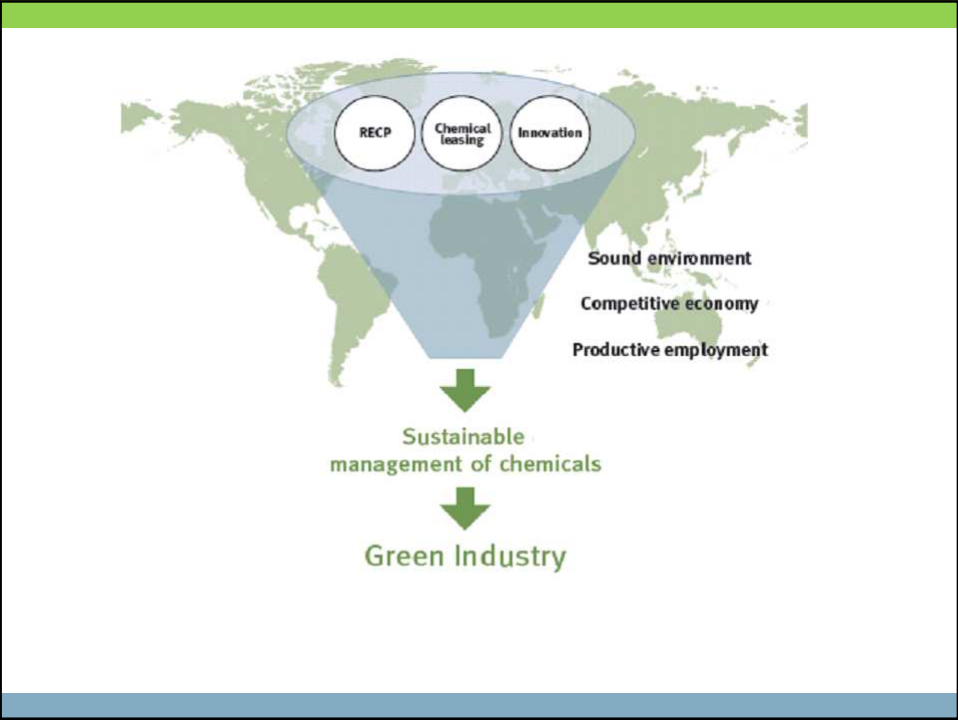 RECP
Chemical
leasing
Innovation
Sound environment
Competitive economy
Productive employment
Sustainable
management of chemicals
Green Industry